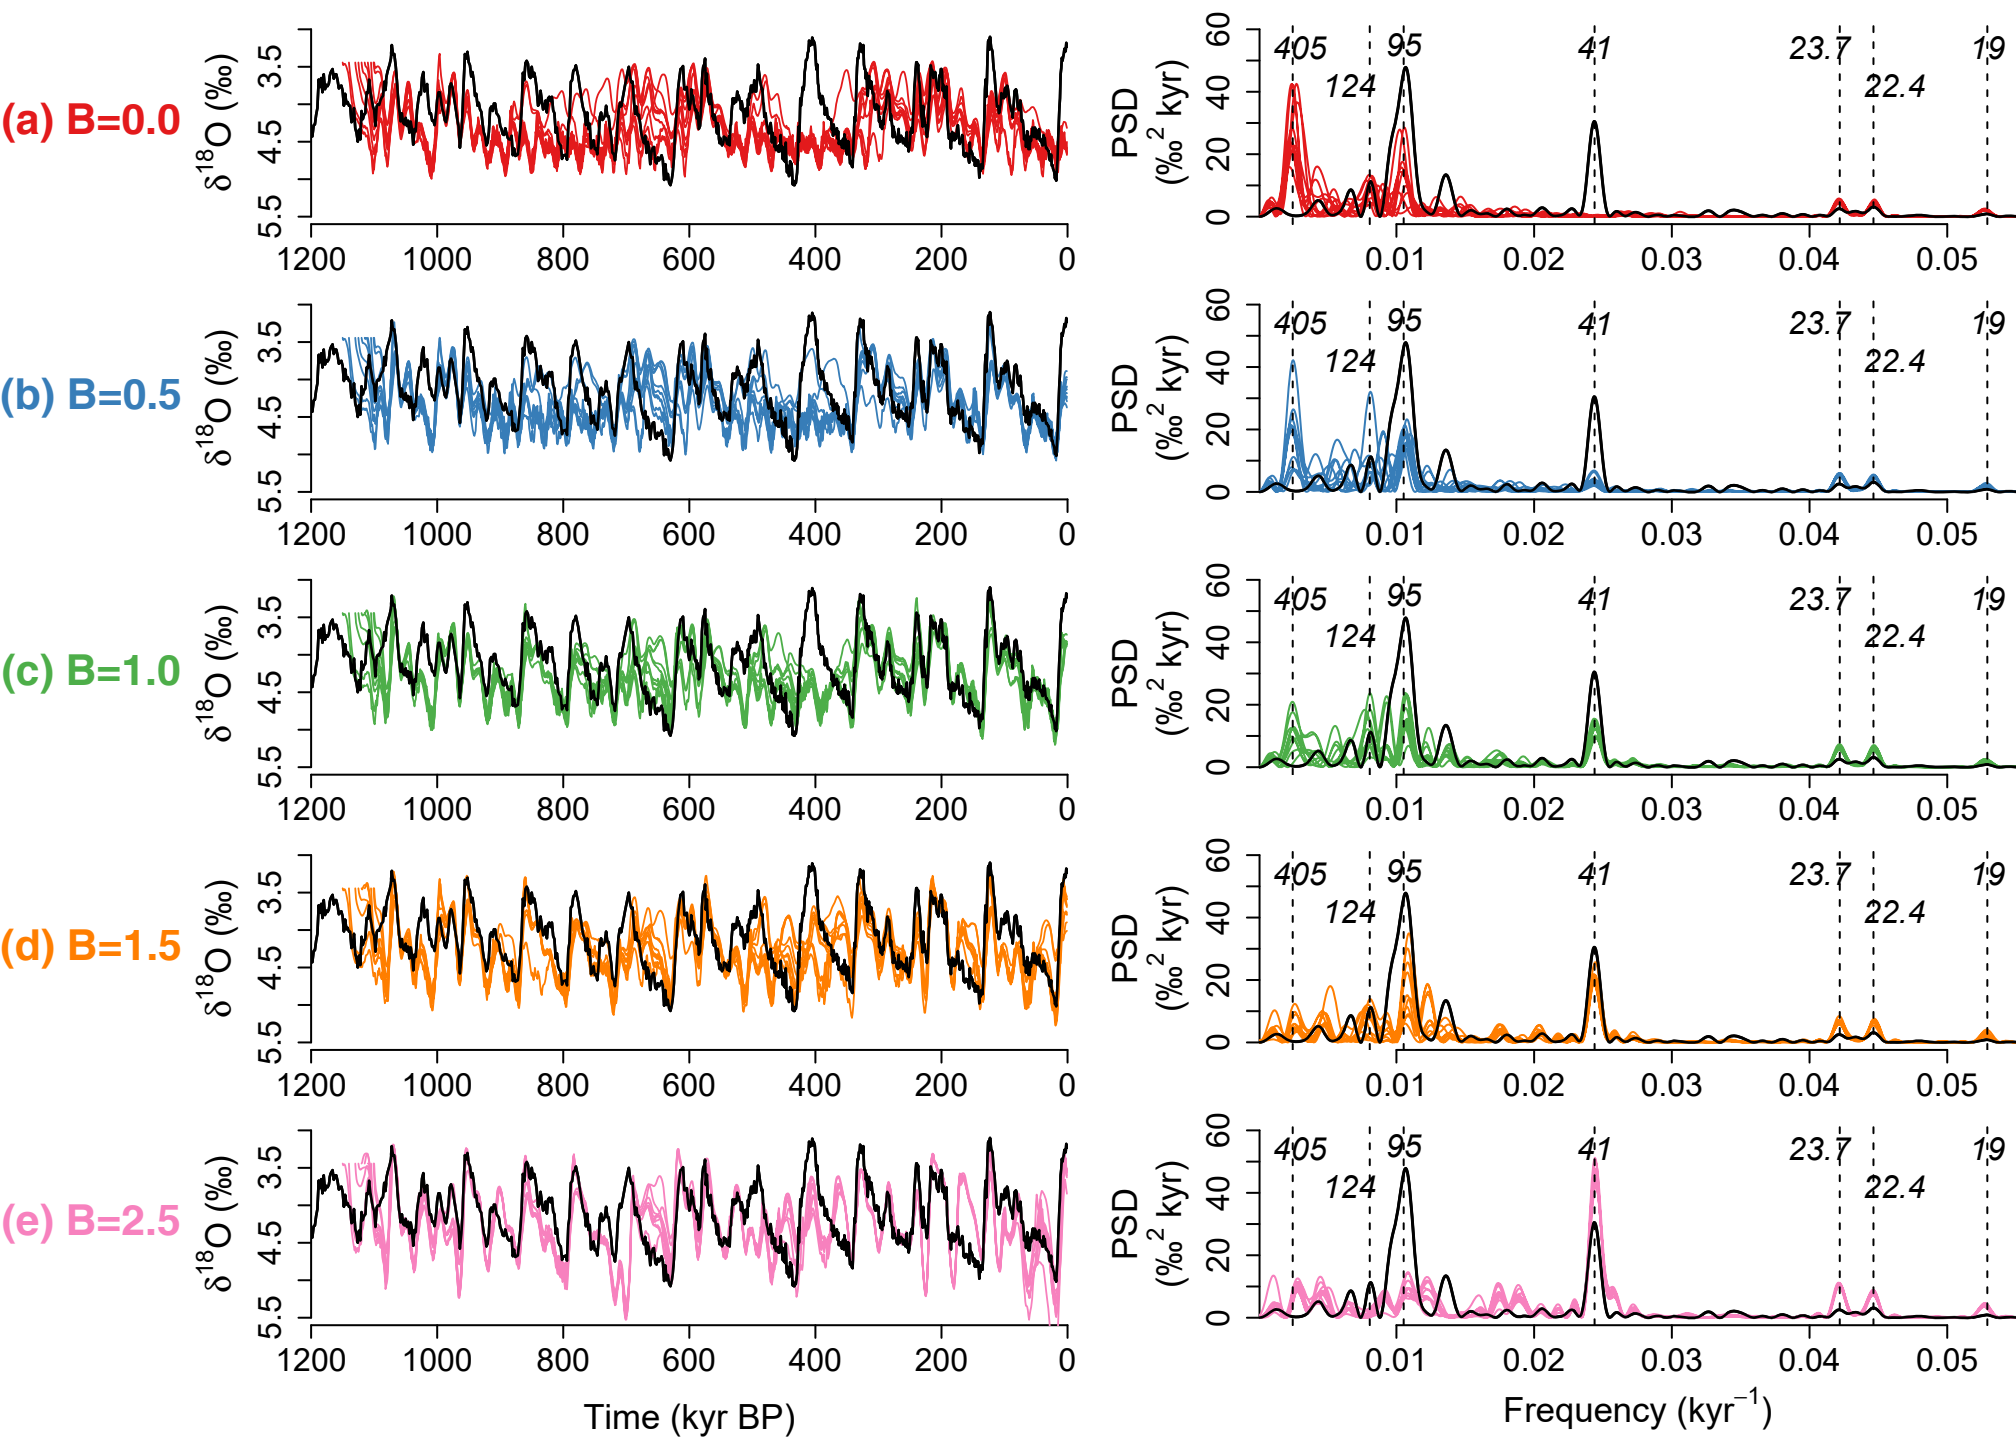 (a) B=0.0
δ18O (‰)
3.5
4.5
5.5
1200 1000 800 600 400 200 0
PSD
(‰2 kyr)
0 20 40 60
405 95 41 23.7 19
124 22.4
0.01 0.02 0.03 0.04 0.05
(b) B=0.5
δ18O (‰)
3.5
4.5
5.5
1200 1000 800 600 400 200 0
PSD
(‰2 kyr)
0 20 40 60
405 95 41 23.7 19
124 22.4
0.01 0.02 0.03 0.04 0.05
(c) B=1.0
δ18O (‰)
3.5
4.5
5.5
1200 1000 800 600 400 200 0
PSD
(‰2 kyr)
0 20 40 60
405 95 41 23.7 19
124 22.4
0.01 0.02 0.03 0.04 0.05
(d) B=1.5
δ18O (‰)
3.5
4.5
5.5
1200 1000 800 600 400 200 0
PSD
(‰2 kyr)
0 20 40 60
405 95 41 23.7 19
124 22.4
0.01 0.02 0.03 0.04 0.05
(e) B=2.5
δ18O (‰)
3.5
4.5
5.5
1200 1000 800 600 400 200 0
Time (kyr BP)
PSD
(‰2 kyr)
0 20 40 60
405 95 41 23.7 19
124 22.4
0.01 0.02 0.03 0.04 0.05
Frequency (kyr−1)